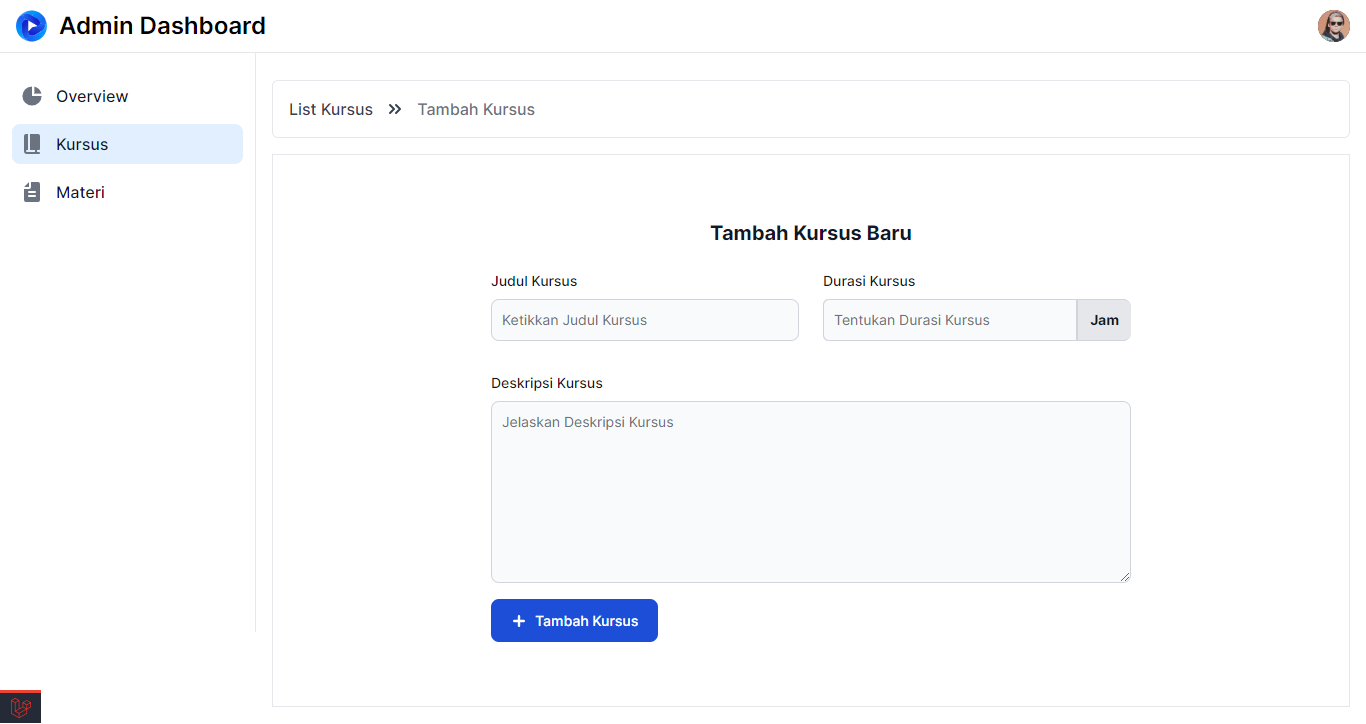 Admin Dashboard
Overview
Kursus
Materi
List Kursus Tambah Kursus
Tambah Kursus Baru
Judul Kursus Durasi Kursus
Ketikkan Judul Kursus Tentukan Durasi Kursus Jam
Deskripsi Kursus
Jelaskan Deskripsi Kursus
Tambah Kursus